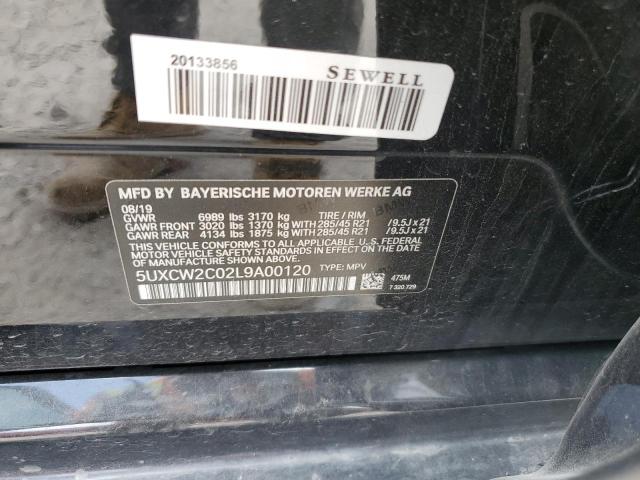 20133856
SEWELL
MFD BY BAYERISCHE MOTOREN WERKE AG
08/19
GVWR 6989 lbs 3170 kg TIRE / RIM
GAWR FRONT 3020 lbs 1370 kg WITH 285/45 R21 /9.5J x 21
GAWR REAR 4134 lbs 1875 kg WITH 285/45 R21 /9.5J x 21
THIS VEHICLE CONFORMS TO ALL APPLICABLE U.S. FEDERAL
MOTOR VEHICLE SAFETY STANDARDS IN EFFECT ON THE
DATE OF MANUFACTURE SHOWN ABOVE.
5UXCW2C02L9A00120 TYPE: MPV
475M
7 320 729